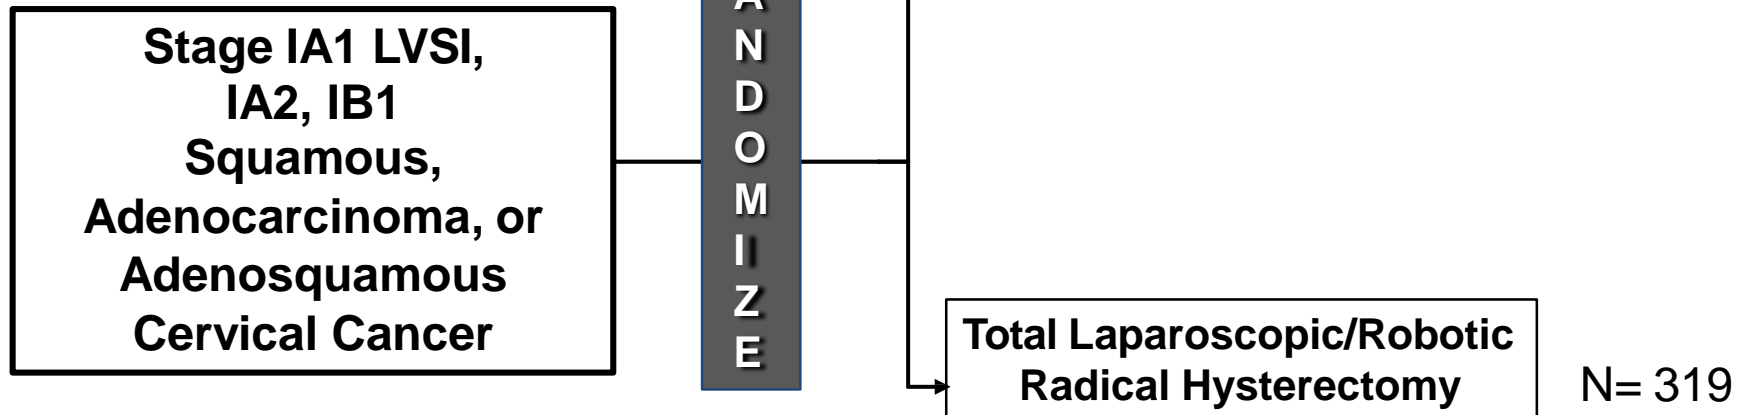 Stage IA1 LVSI,
IA2, IB1
Squamous,
Adenocarcinoma, or
Adenosquamous
Cervical Cancer
A
N
D
O
M
I
Z
E
Total Laparoscopic/Robotic
Radical Hysterectomy
N= 319